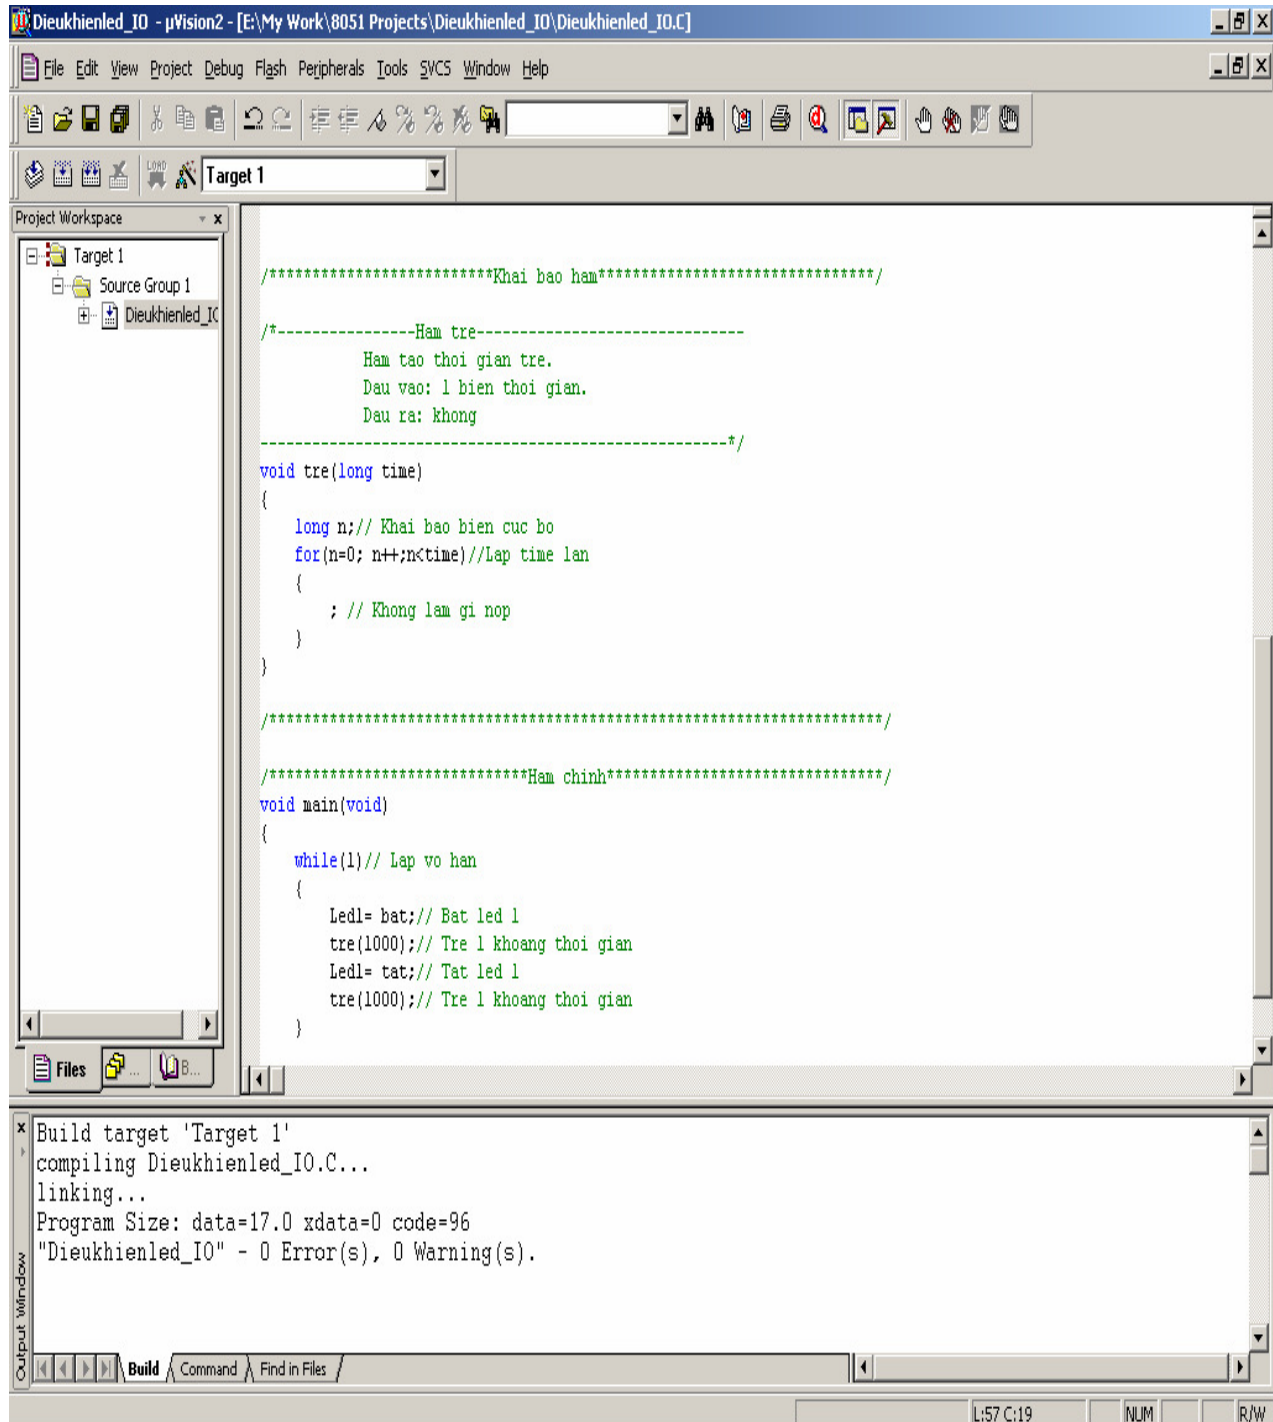 Dieukhienled_IO - µVision2 - [E:\My Work\8051 Projects\Dieukhienled_IO\Dieukhienled_IO.C]
File Edit View Project Debug Flash Peripherals Tools SVCS Window Help
LOAD
Target 1
Project Workspace
Target 1
Source Group 1
Dieukhienled_IO
/**************************Khai bao ham********************************/
/*----------------Ham tre-------------------------------
Ham tao thoi gian tre.
Dau vao: 1 bien thoi gian.
Dau ra: khong
------------------------------------------------------*/
void tre(long time)
{
long n;// Khai bao bien cuc bo
for(n=0; n++;n<time)//Lap time lan
{
; // Khong lam gi nop
}
}
/***********************************************************************/
/******************************Ham chinh********************************/
void main(void)
{
while(1)// Lap vo han
{
Led1= bat;// Bat led 1
tre(1000);// Tre 1 khoang thoi gian
Led1= tat;// Tat led 1
tre(1000);// Tre 1 khoang thoi gian
}
Files
...
B...
Build target 'Target 1'
compiling Dieukhienled_IO.C...
linking...
Program Size: data=17.0 xdata=0 code=96
"Dieukhienled_IO" - 0 Error(s), 0 Warning(s).
Output Window
Build
Command
Find in Files
L:57 C:19
NUM
R/W